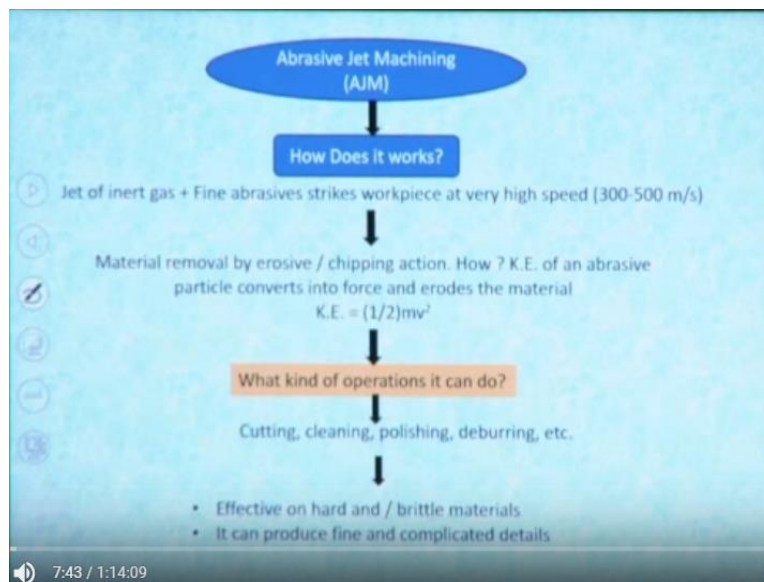 Abrasive Jet Machining
(AJM)
How Does it works?
Jet of inert gas + Fine abrasives strikes workpiece at very high speed (300-500 m/s)
Material removal by erosive / chipping action. How ? K.E. of an abrasive
particle converts into force and erodes the material
K.E. = (1/2)mv²
What kind of operations it can do?
Cutting, cleaning, polishing, deburring, etc.
• Effective on hard and / brittle materials
• It can produce fine and complicated details
7:43 / 1:14:09